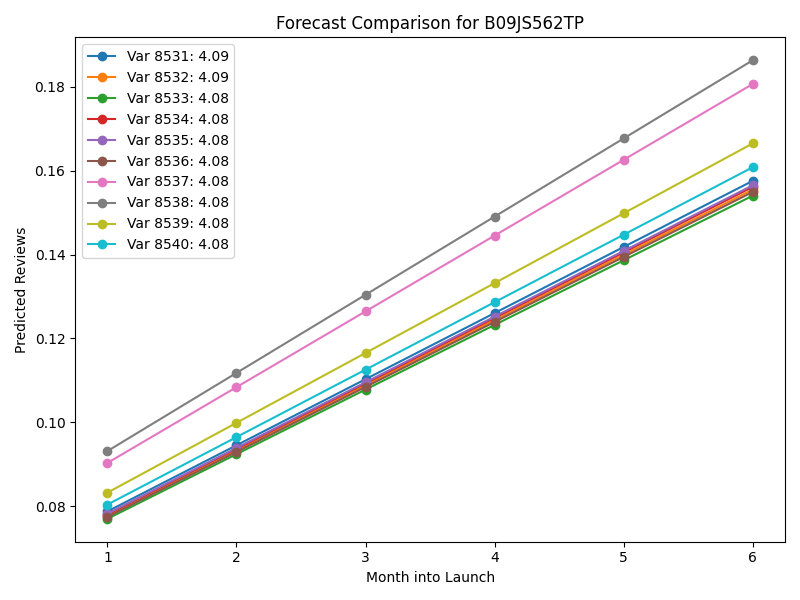 Forecast Comparison for B09JS562TP
Var 8531: 4.09
Var 8532: 4.09
Var 8533: 4.08
Var 8534: 4.08
Var 8535: 4.08
Var 8536: 4.08
Var 8537: 4.08
Var 8538: 4.08
Var 8539: 4.08
Var 8540: 4.08
Predicted Reviews
0.18
0.16
0.14
0.12
0.10
0.08
1 2 3 4 5 6
Month into Launch